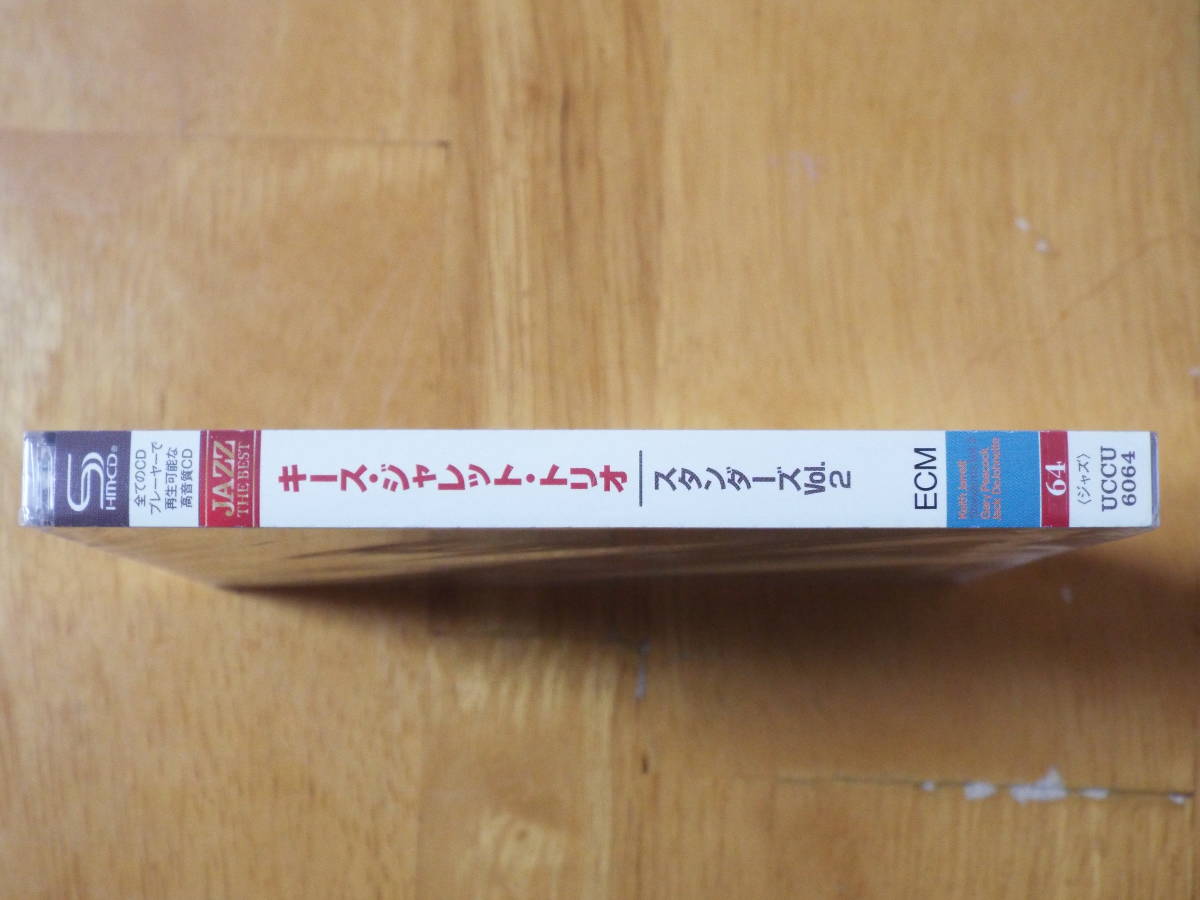 SHM-CD®
全てのCD
プレーヤーで
再生可能な
高音質CD
JAZZ
THE BEST
キース・ジャレット・トリオ
スタンダーズ
Vol. 2
ECM
Keith Jarrett
Gary Peacock
Jack DeJohnette
64
〈ジャズ〉
UCCU
6064